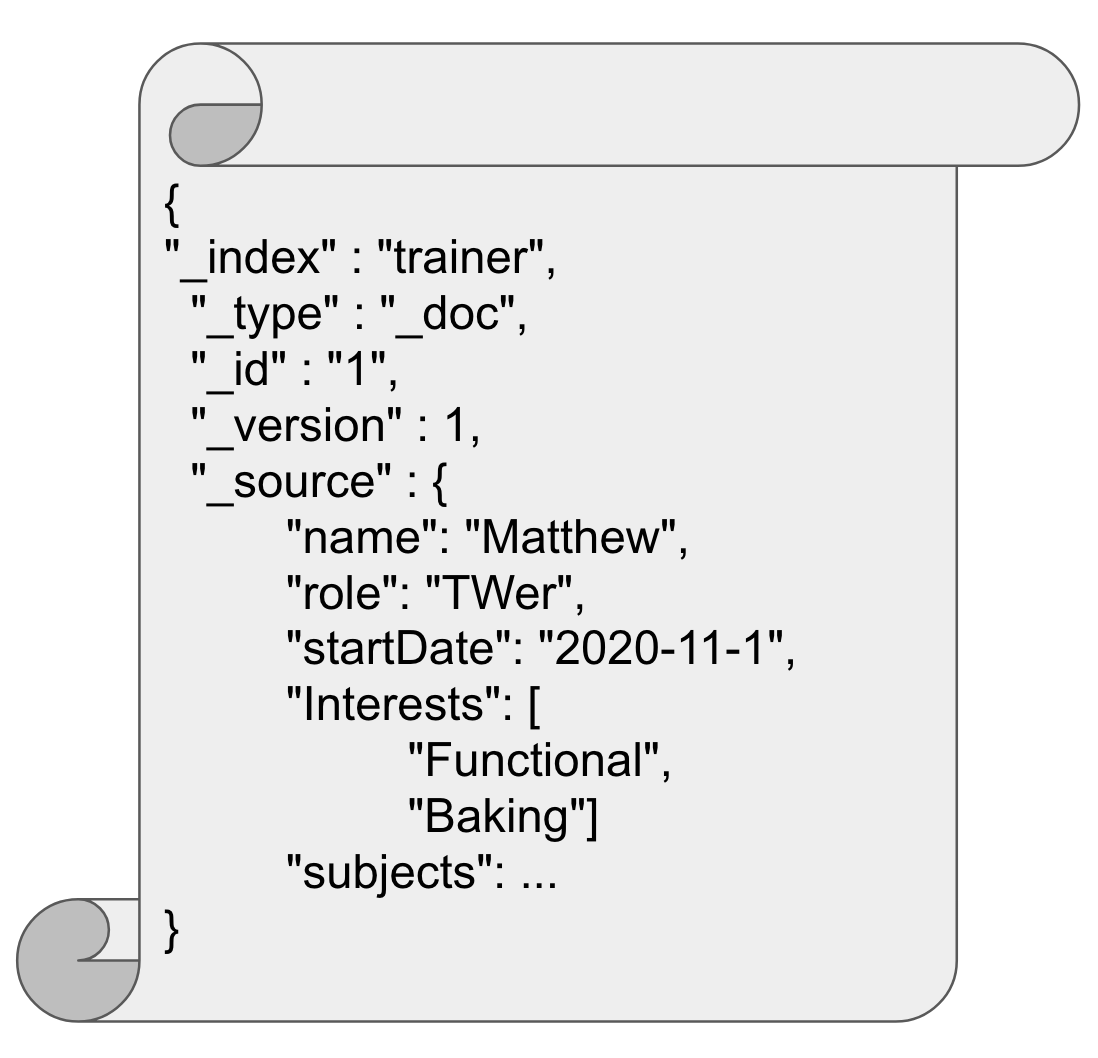 {
"_index" : "trainer",
"_type" : "_doc",
"_id" : "1",
"_version" : 1,
"_source" : {
"name": "Matthew",
"role": "TWer",
"startDate": "2020-11-1",
"Interests": [
"Functional",
"Baking"]
"subjects": ...
}